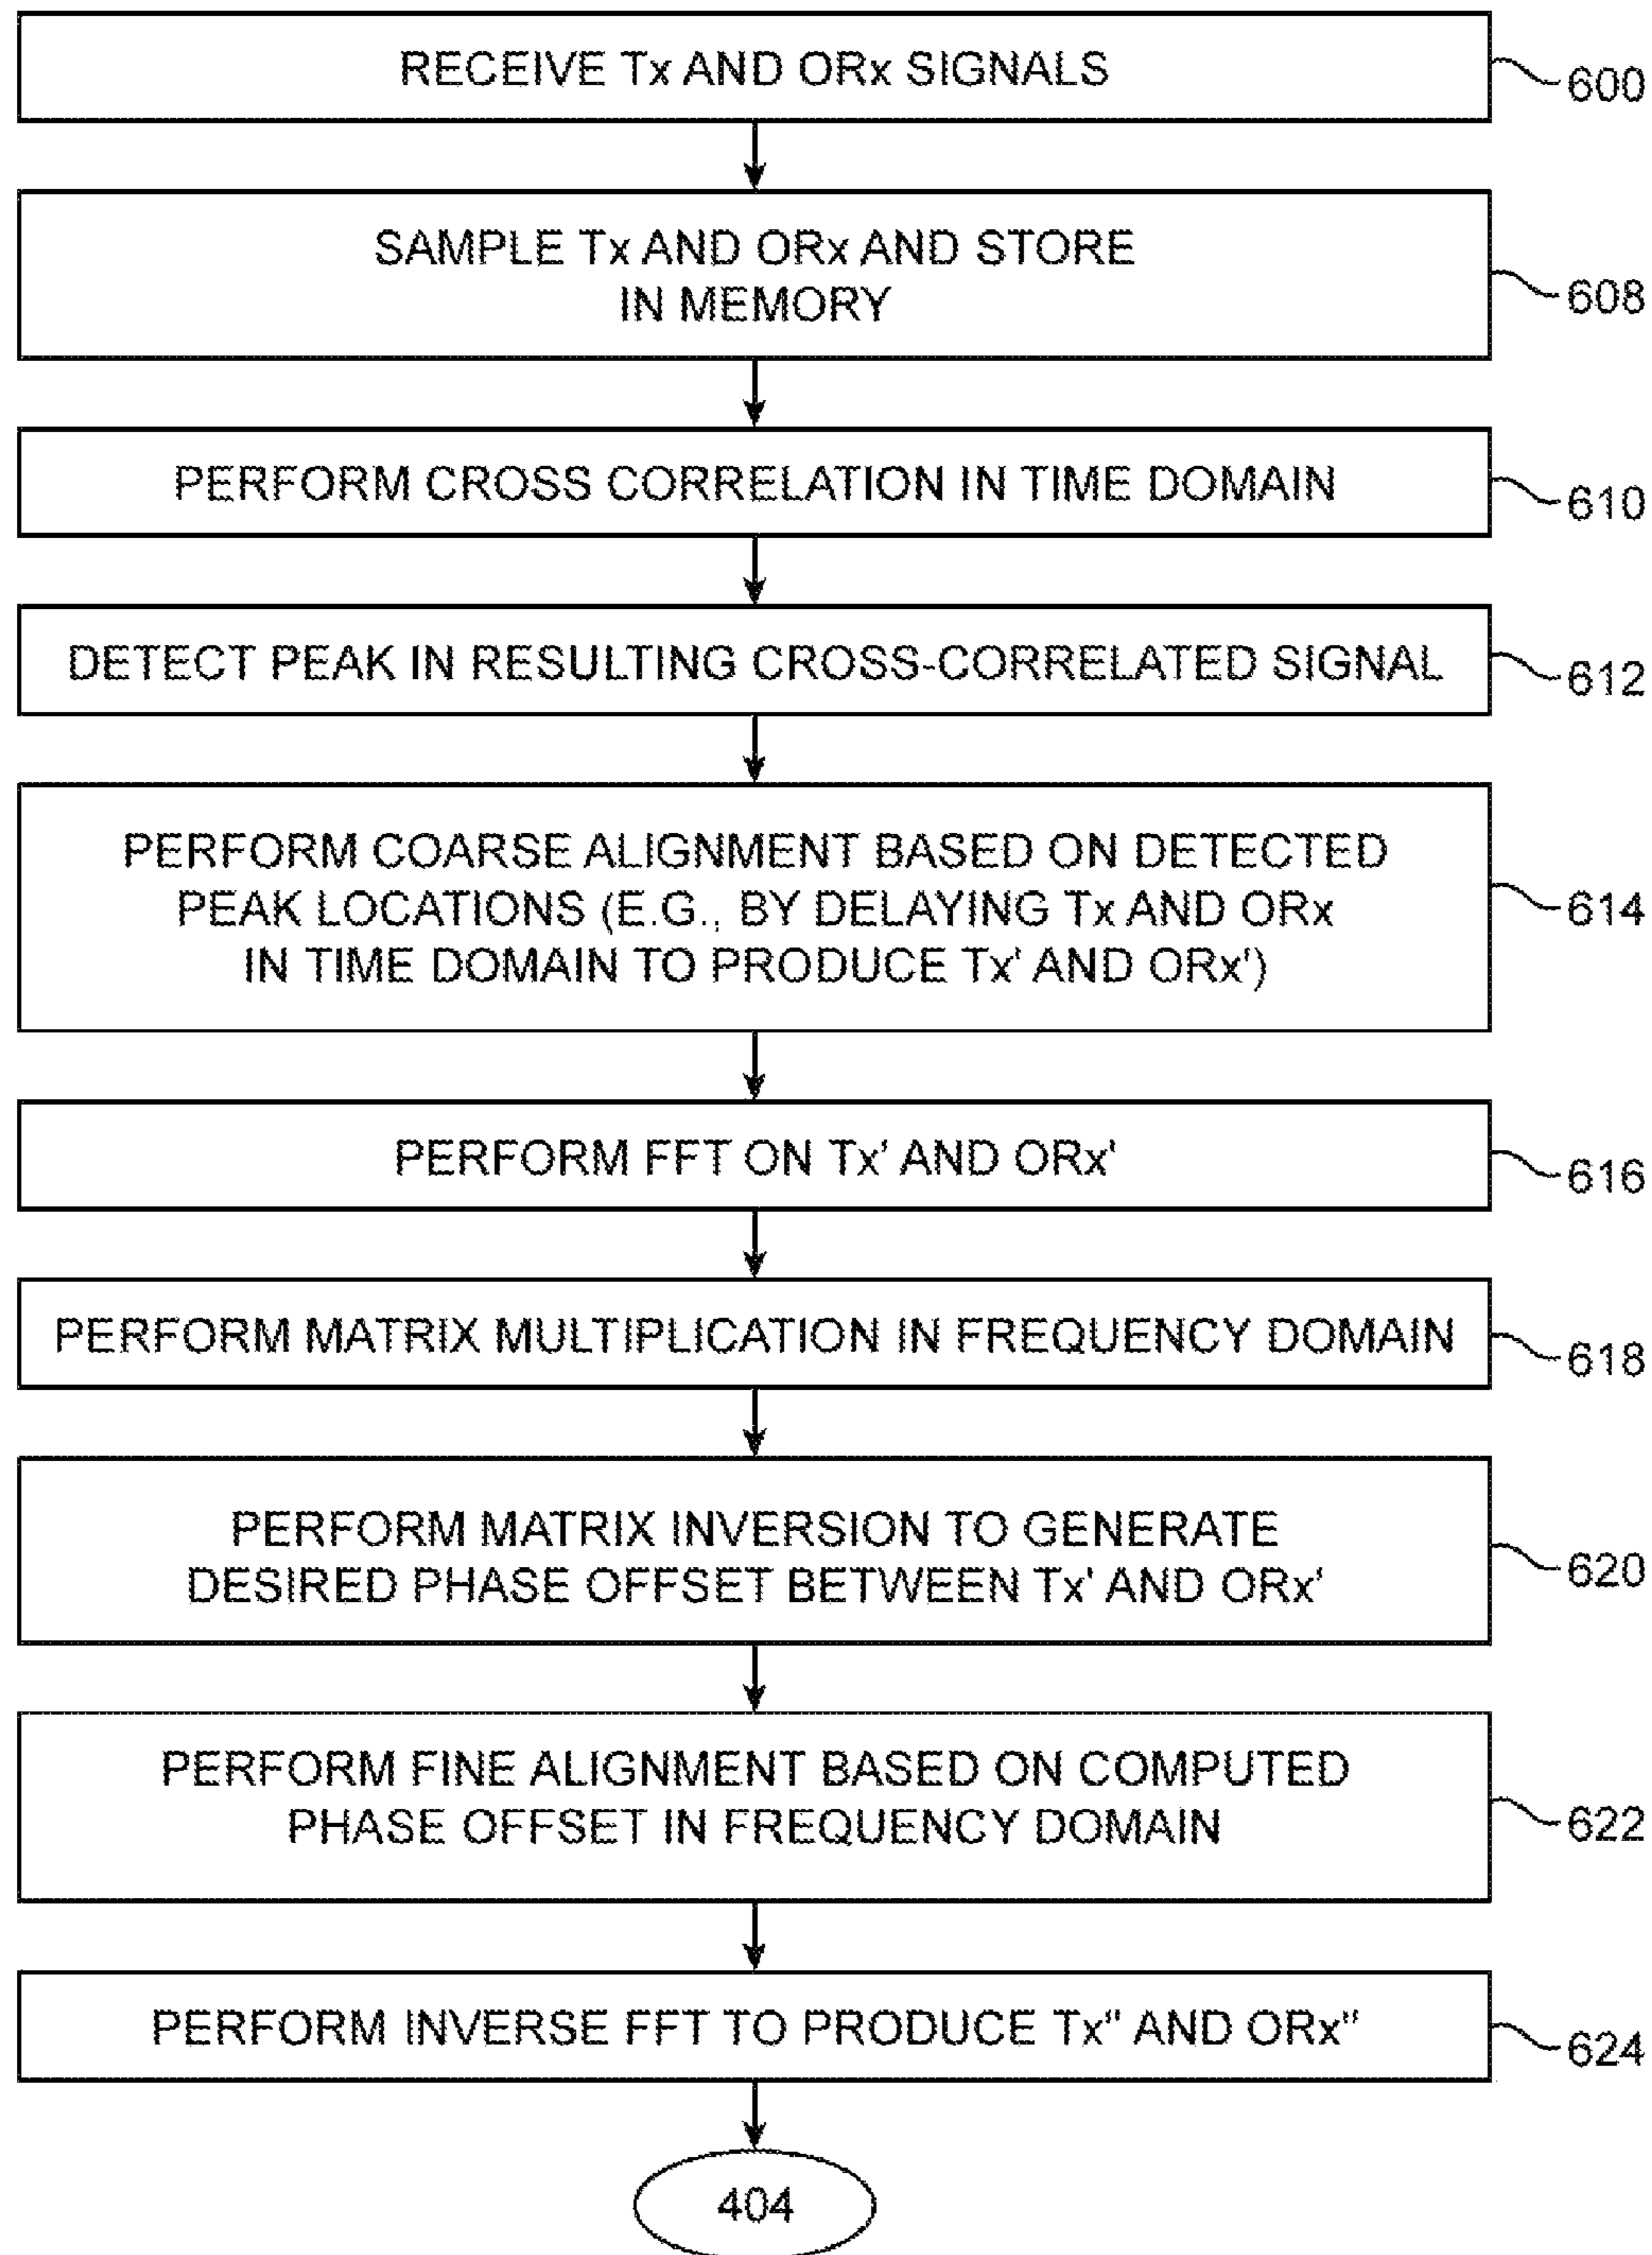 RECEIVE Tx AND ORx SIGNALS
600
SAMPLE Tx AND ORx AND STORE
IN MEMORY
608
PERFORM CROSS CORRELATION IN TIME DOMAIN
610
DETECT PEAK IN RESULTING CROSS-CORRELATED SIGNAL
612
PERFORM COARSE ALIGNMENT BASED ON DETECTED
PEAK LOCATIONS (E.G., BY DELAYING Tx AND ORx
IN TIME DOMAIN TO PRODUCE Tx' AND ORx')
614
PERFORM FFT ON Tx' AND ORx'
616
PERFORM MATRIX MULTIPLICATION IN FREQUENCY DOMAIN
618
PERFORM MATRIX INVERSION TO GENERATE
DESIRED PHASE OFFSET BETWEEN Tx' AND ORx'
620
PERFORM FINE ALIGNMENT BASED ON COMPUTED
PHASE OFFSET IN FREQUENCY DOMAIN
622
PERFORM INVERSE FFT TO PRODUCE Tx" AND ORx"
624
404